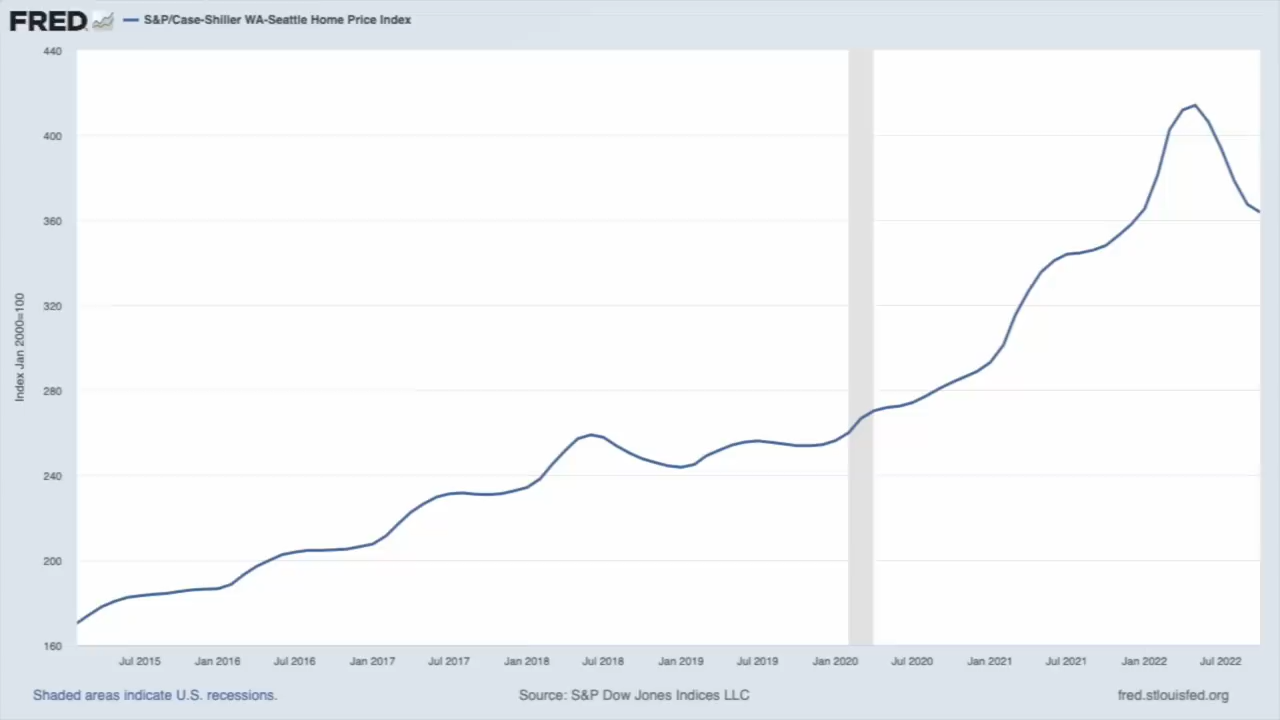 FRED S&P/Case-Shiller WA-Seattle Home Price Index
440
400
360
320
280
240
200
160
Index Jan 2000=100
Jul 2015 Jan 2016 Jul 2016 Jan 2017 Jul 2017 Jan 2018 Jul 2018 Jan 2019 Jul 2019 Jan 2020 Jul 2020 Jan 2021 Jul 2021 Jan 2022 Jul 2022
Shaded areas indicate U.S. recessions. Source: S&P Dow Jones Indices LLC fred.stlouisfed.org